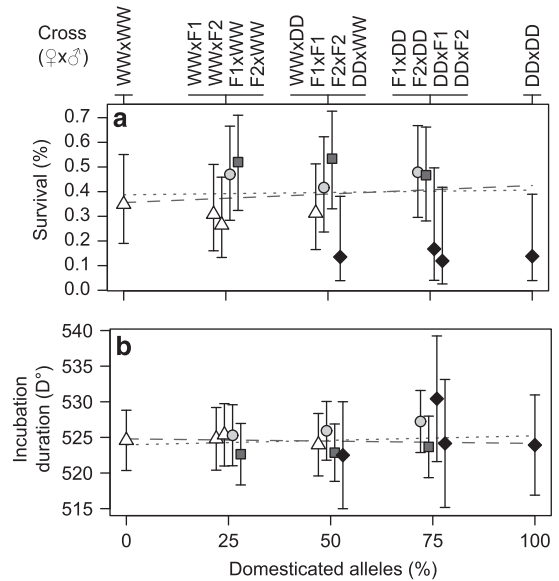 Cross
(♀x♂)
WWxWW
WWxF1
WWxF2
F1xWW
F2xWW
WWxDD
F1xF1
F2xF2
DDxWW
F1xDD
F2xDD
DDxF1
DDxF2
DDxDD
a
Survival (%)
0.7
0.6
0.5
0.4
0.3
0.2
0.1
0.0
b
Incubation
duration (D°)
540
535
530
525
520
515
0
25
50
75
100
Domesticated alleles (%)